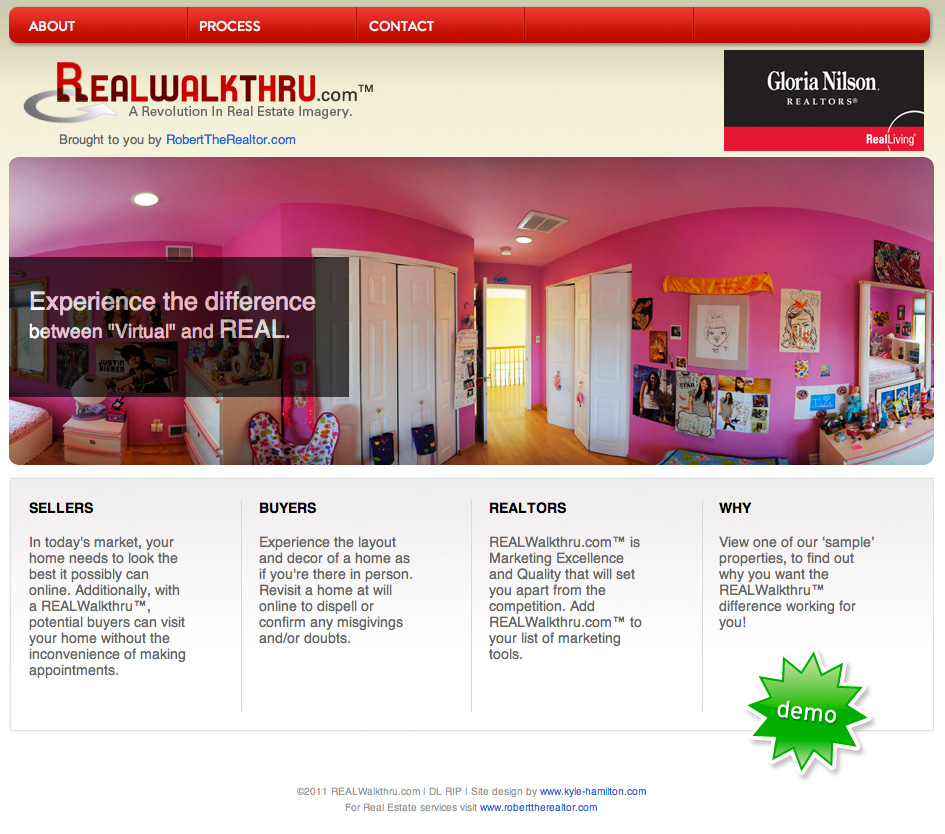 ABOUT
PROCESS
CONTACT
REALWALKTHRU.com™
A Revolution In Real Estate Imagery.
Brought to you by RobertTheRealtor.com
Gloria Nilson.
REALTORS®
RealLiving®
Experience the difference
between "Virtual" and REAL.
JUSTIN
BIEBER
STAR
SELLERS
In today's market, your
home needs to look the
best it possibly can
online. Additionally, with
a REALWalkthru™,
potential buyers can visit
your home without the
inconvenience of making
appointments.
BUYERS
Experience the layout
and decor of a home as
if you're there in person.
Revisit a home at will
online to dispell or
confirm any misgivings
and/or doubts.
REALTORS
REALWalkthru.com™ is
Marketing Excellence
and Quality that will set
you apart from the
competition. Add
REALWalkthru.com™ to
your list of marketing
tools.
WHY
View one of our ‘sample’
properties, to find out
why you want the
REALWalkthru™
difference working for
you!
demo
©2011 REALWalkthru.com | DL RIP | Site design by www.kyle-hamilton.com
For Real Estate services visit www.roberttherealtor.com